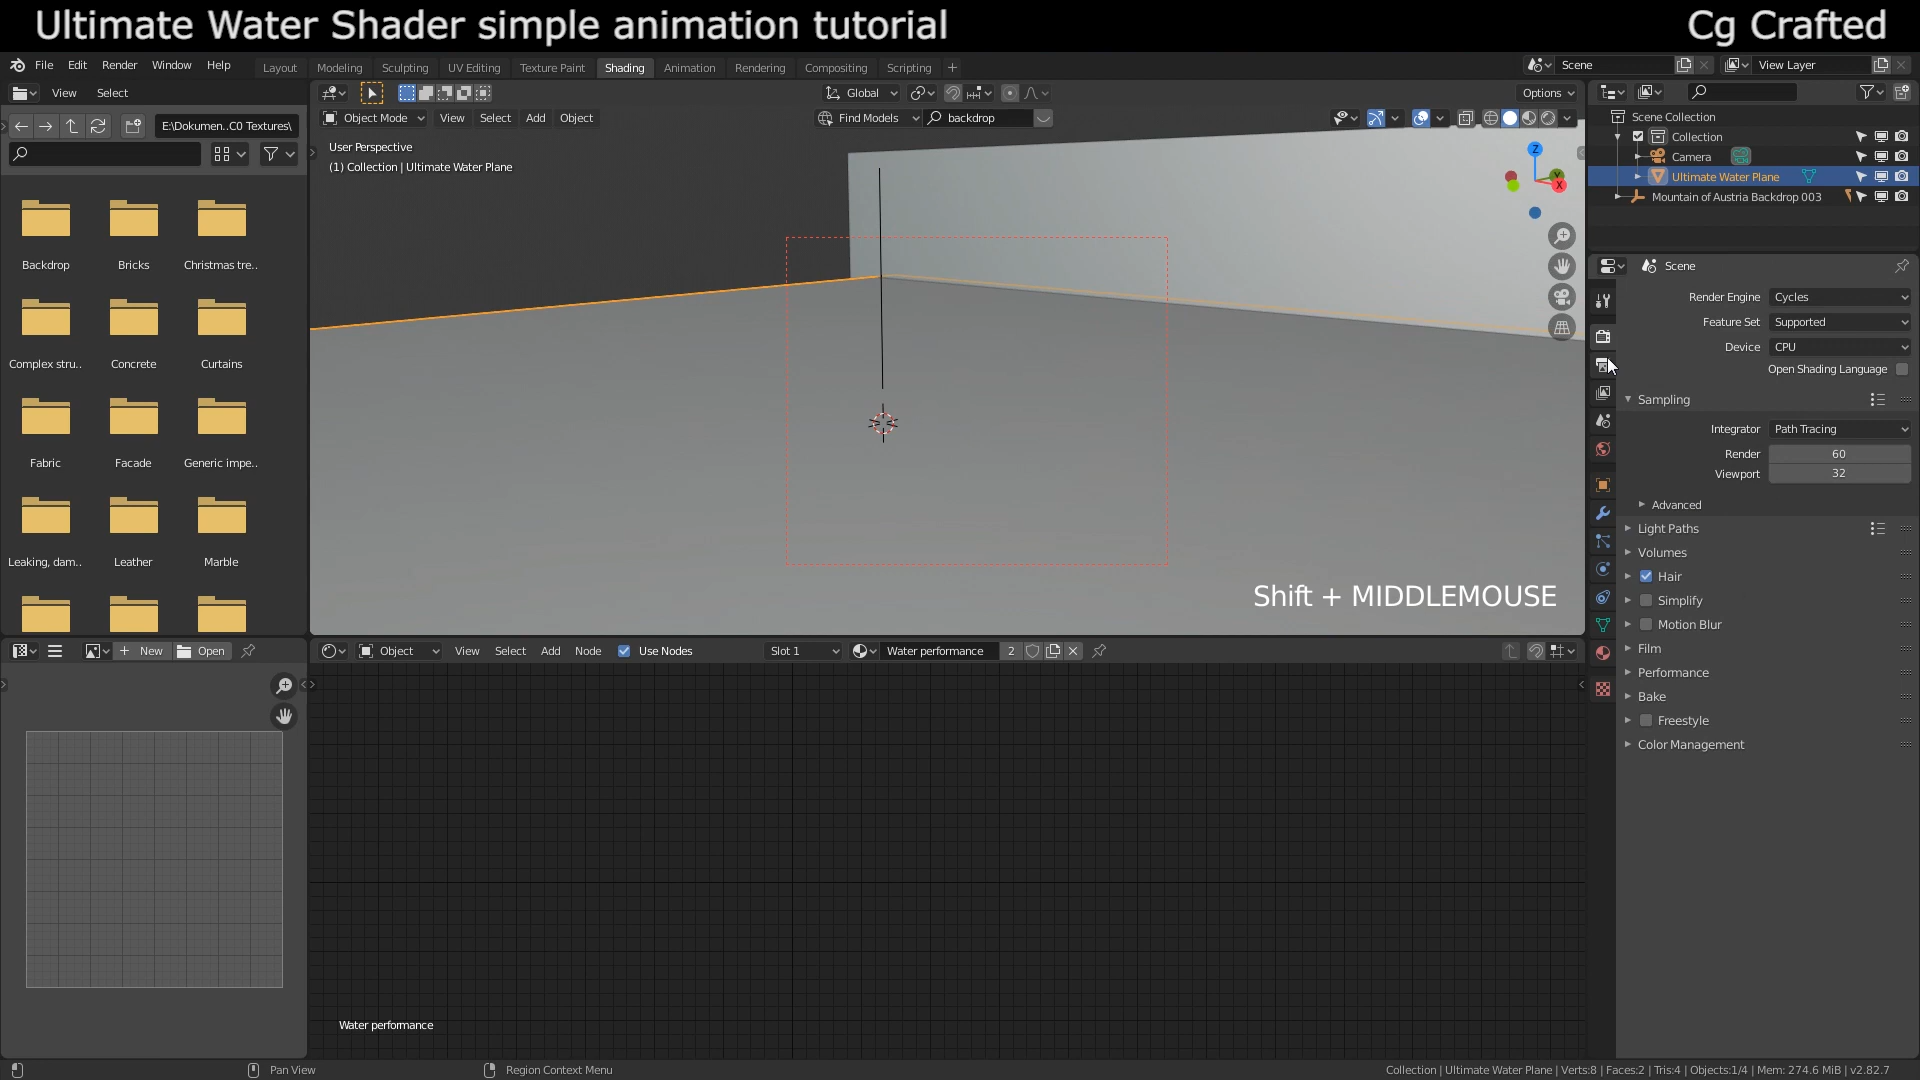 Ultimate Water Shader simple animation tutorial
Cg Crafted
File Edit Render Window Help
Layout Modeling Sculpting UV Editing Texture Paint Shading Animation Rendering Compositing Scripting +
Scene
View Layer
View Select
Global
Options
E:\Dokumen..C0 Textures\
Object Mode View Select Add Object
Find Models
backdrop
User Perspective
(1) Collection | Ultimate Water Plane
Z
Y
X
Backdrop Bricks Christmas tre..
Complex stru.. Concrete Curtains
Fabric Facade Generic impe..
Leaking, dam.. Leather Marble
Shift + MIDDLEMOUSE
Scene Collection
Collection
Camera
Ultimate Water Plane
Mountain of Austria Backdrop 003
Scene
Render Engine Cycles
Feature Set Supported
Device CPU
Open Shading Language
Sampling
Integrator Path Tracing
Render 60
Viewport 32
Advanced
Light Paths
Volumes
Hair
Simplify
Motion Blur
Film
Performance
Bake
Freestyle
Color Management
+ New Open
Object View Select Add Node Use Nodes Slot 1 Water performance 2
Water performance
Pan View
Region Context Menu
Collection | Ultimate Water Plane | Verts:8 | Faces:2 | Tris:4 | Objects:1/4 | Mem: 274.6 MiB | v2.82.7